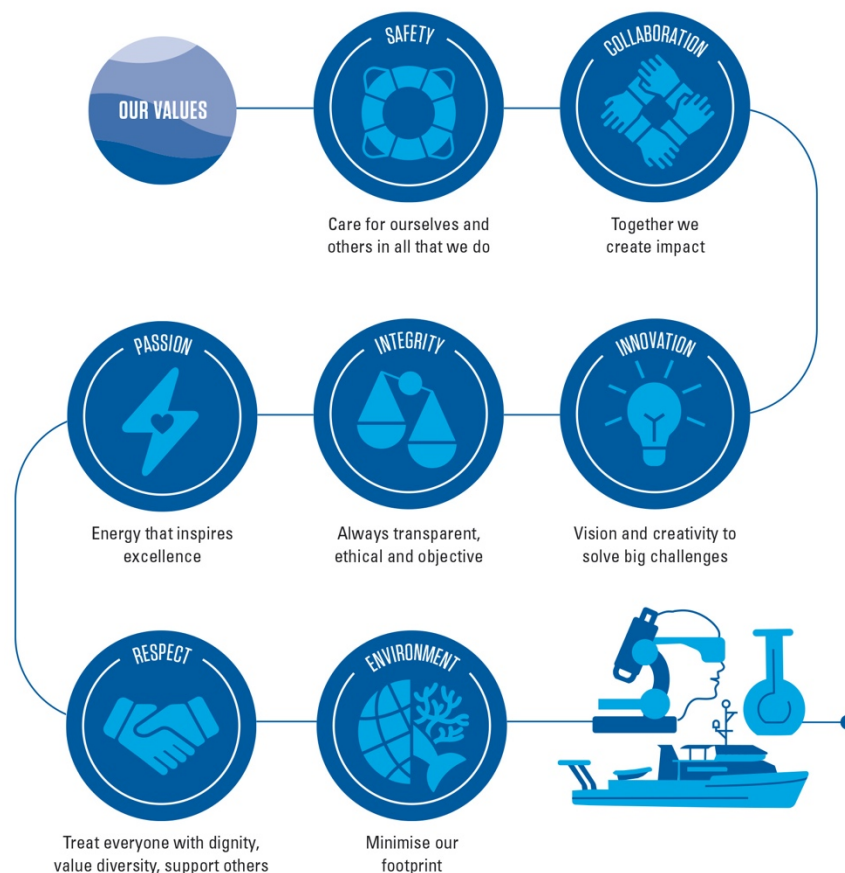 OUR VALUES
SAFETY
Care for ourselves and
others in all that we do
COLLABORATION
Together we
create impact
INNOVATION
Vision and creativity to
solve big challenges
INTEGRITY
Always transparent,
ethical and objective
PASSION
Energy that inspires
excellence
RESPECT
Treat everyone with dignity,
value diversity, support others
ENVIRONMENT
Minimise our
footprint